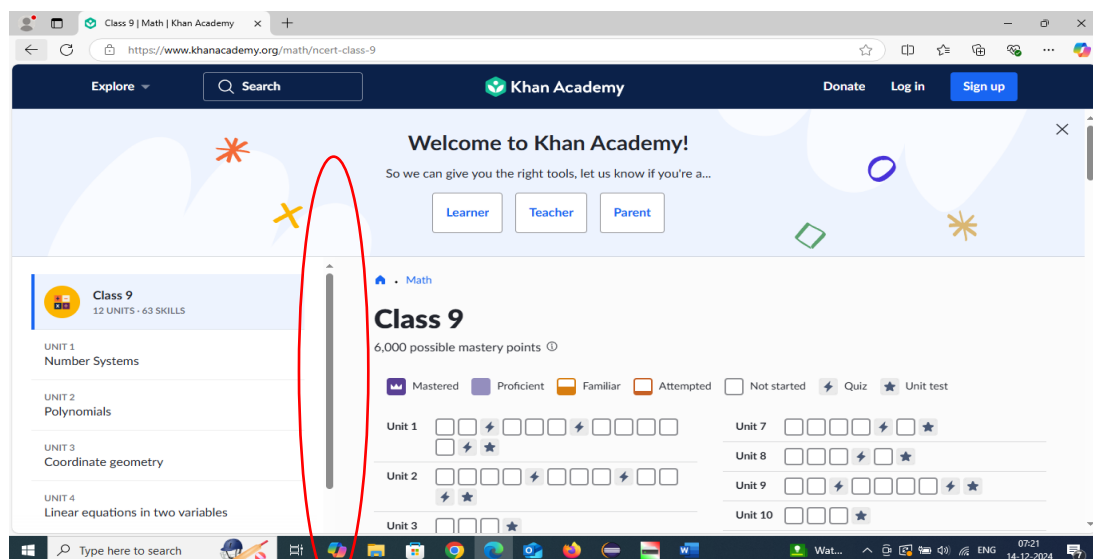 Class 9 | Math | Khan Academy
https://www.khanacademy.org/math/ncert-class-9
Explore
Search
Khan Academy
Donate
Log in
Sign up
Welcome to Khan Academy!
So we can give you the right tools, let us know if you're a...
Learner
Teacher
Parent
Class 9
12 UNITS · 63 SKILLS
UNIT 1
Number Systems
UNIT 2
Polynomials
UNIT 3
Coordinate geometry
UNIT 4
Linear equations in two variables
Math
Class 9
6,000 possible mastery points
Mastered
Proficient
Familiar
Attempted
Not started
Quiz
Unit test
Unit 1
Unit 2
Unit 3
Unit 7
Unit 8
Unit 9
Unit 10
Type here to search
Wat...
ENG
07:21
14-12-2024